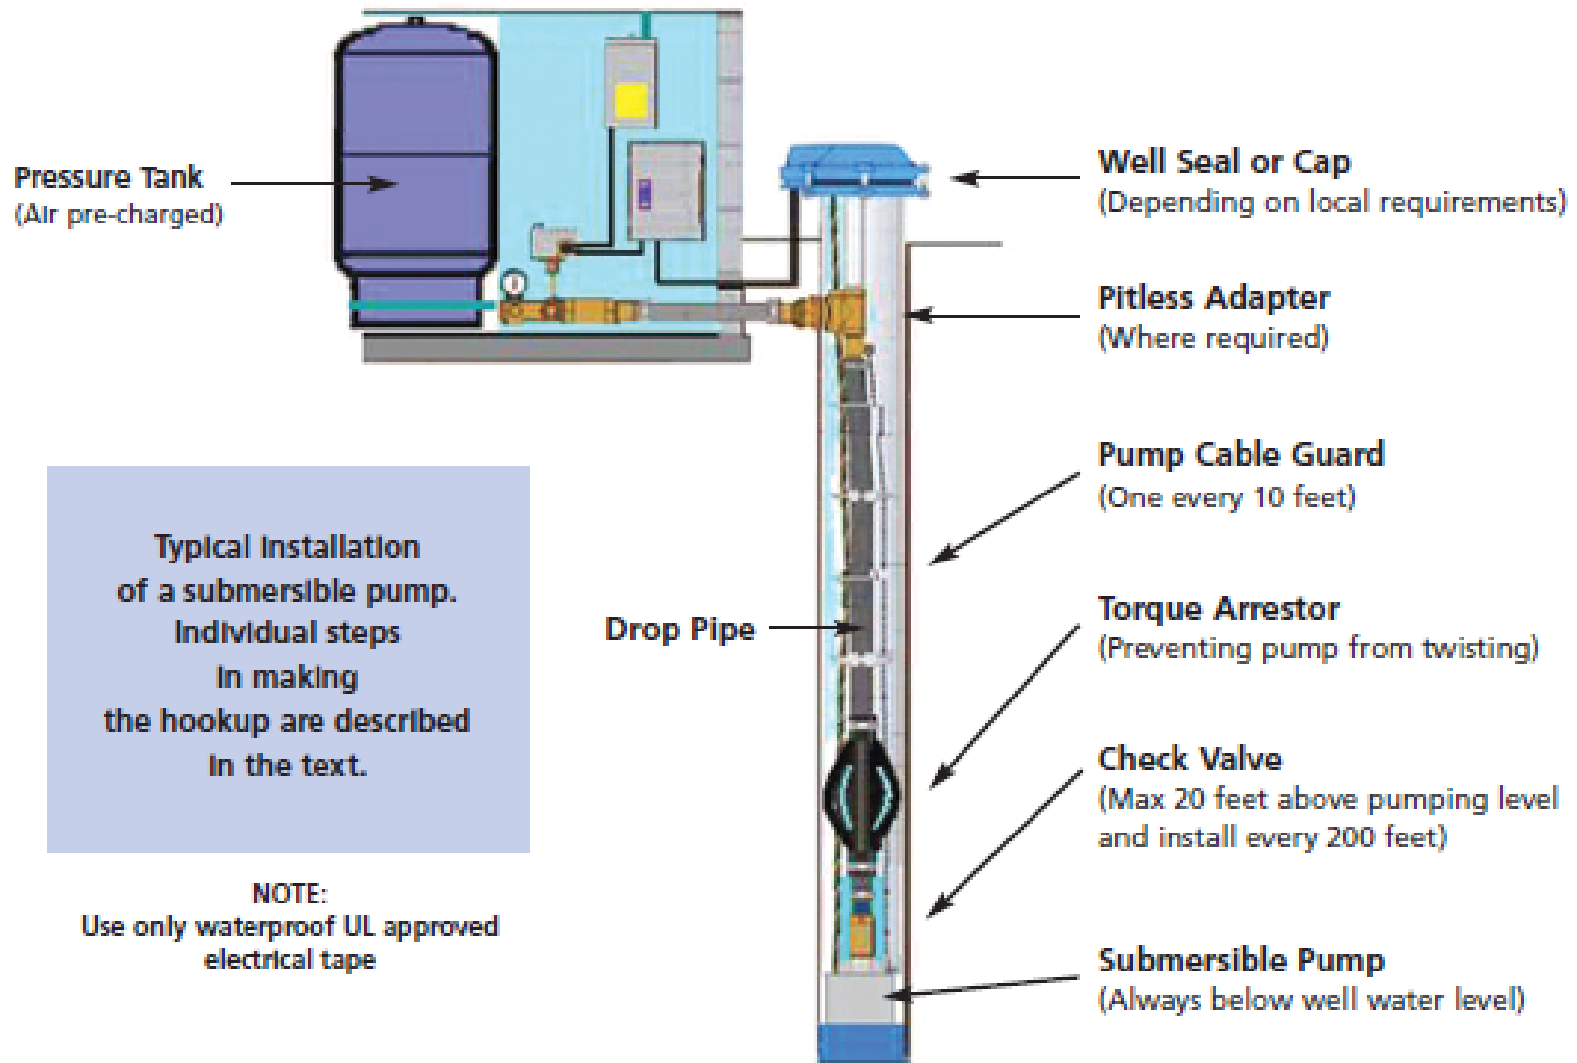 Pressure Tank
(Air pre-charged)
Well Seal or Cap
(Depending on local requirements)
Pitless Adapter
(Where required)
Pump Cable Guard
(One every 10 feet)
Typical installation
of a submersible pump.
Individual steps
in making
the hookup are described
in the text.
Drop Pipe
Torque Arrestor
(Preventing pump from twisting)
Check Valve
(Max 20 feet above pumping level
and install every 200 feet)
NOTE:
Use only waterproof UL approved
electrical tape
Submersible Pump
(Always below well water level)